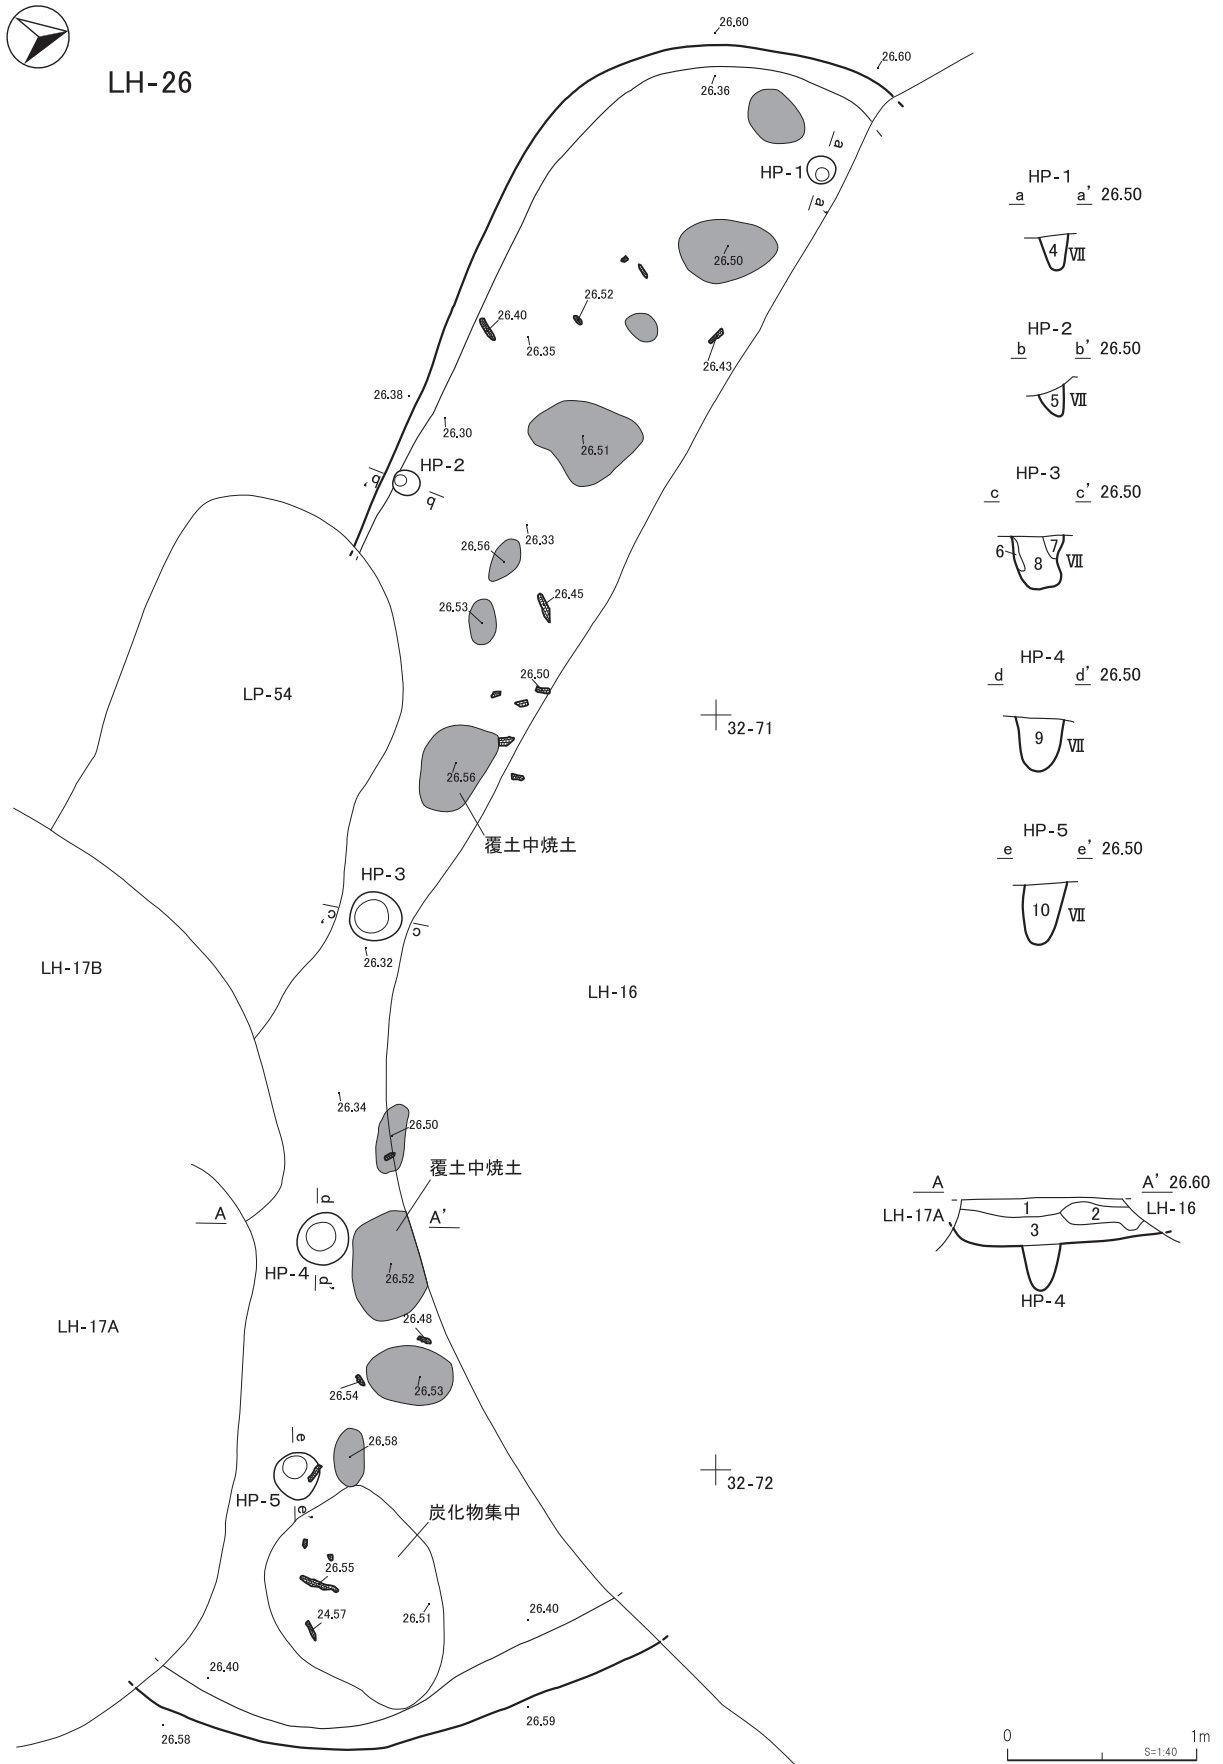 LH-26
26.60
26.60
26.36
a
HP-1
a'
26.50
26.52
26.40
26.35
26.43
26.38
26.30
HP-2
b'
b
26.51
26.33
26.56
26.45
26.53
26.50
LP-54
32-71
26.56
覆土中焼土
HP-3
c'
c
26.32
LH-17B
LH-16
26.34
26.50
覆土中焼土
A
d
A'
HP-4
d'
26.52
26.48
LH-17A
26.54
26.53
e
26.58
HP-5
e'
32-72
炭化物集中
26.55
24.57
26.51
26.40
26.40
26.58
26.59
HP-1
a a' 26.50
4 Ⅶ
HP-2
b b' 26.50
5 Ⅶ
HP-3
c c' 26.50
6 8 7 Ⅶ
HP-4
d d' 26.50
9 Ⅶ
HP-5
e e' 26.50
10 Ⅶ
A A' 26.60
LH-17A 1 2 LH-16
3
HP-4
0 1m
S=1:40